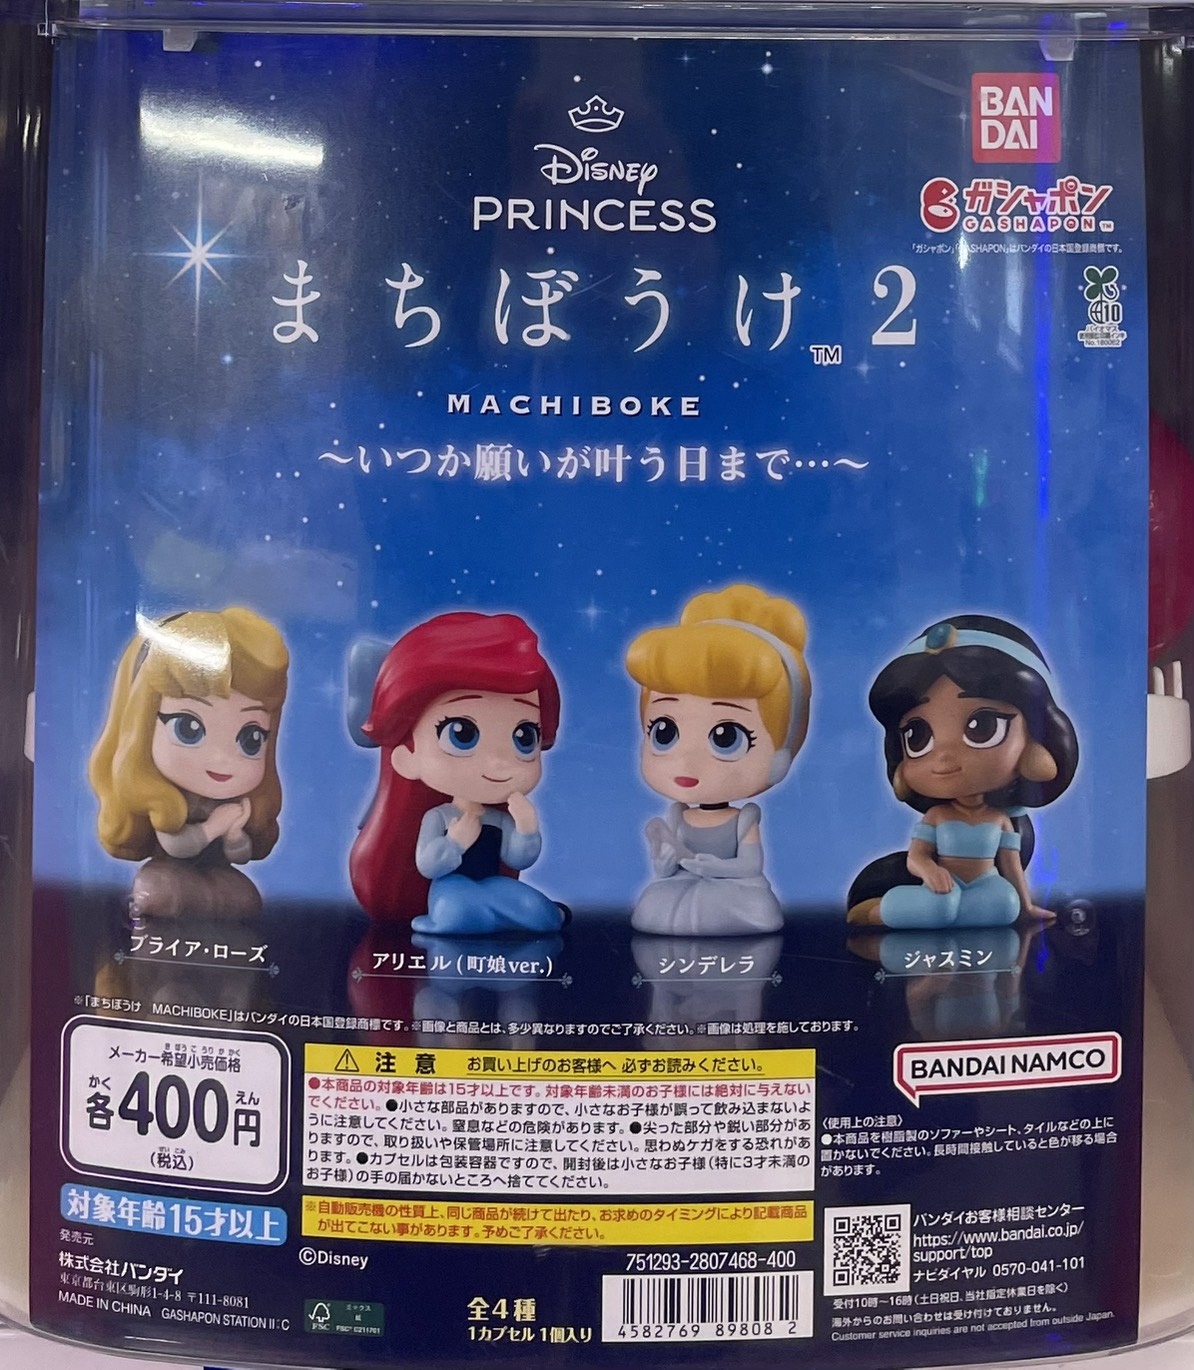 BAN
DAI
Disney
PRINCESS
ガシャポン
GASHAPON™
「ガシャポン」「GASHAPON」はバンダイの日本国登録商標です。
まちぼうけ™ 2
10
MACHIBOKE
～いつか願いが叶う日まで…～
ブライア・ローズ
アリエル(町娘ver.)
シンデレラ
ジャスミン
※「まちぼうけ MACHIBOKE」はバンダイの日本国登録商標です。※画像と商品とは、多少異なりますのでご了承ください。※画像は処理を施しております。
メーカー希望小売価格
きぼうこうりかかく
各400円
かく
えん
(税込)
ぜいこみ
対象年齢15才以上
発売元
株式会社バンダイ
東京都台東区駒形1-4-8 〒111-8081
MADE IN CHINA GASHAPON STATION II:C
注意 お買い上げのお客様へ 必ずお読みください。
●本商品の対象年齢は15才以上です。対象年齢未満のお子様には絶対に与えない
でください。●小さな部品がありますので、小さなお子様が誤って飲み込まないよ
うに注意してください。窒息などの危険があります。●尖った部分や鋭い部分があ
りますので、取り扱いや保管場所に注意してください。思わぬケガをする恐れがあ
ります。●カプセルは包装容器ですので、開封後は小さなお子様(特に3才未満の
お子様)の手の届かないところへ捨ててください。
※自動販売機の性質上、同じ商品が続けて出たり、お求めのタイミングにより記載商品
が出てこない事があります。予めご了承ください。
©Disney
FSC
ミックス
紙
FSC® C211701
全4種
1カプセル1個入り
751293-2807468-400
4582769 89808 2
BANDAI NAMCO
〈使用上の注意〉
●本商品を樹脂製のソファーやシート、タイルなどの上に
置かないでください。長時間接触していると色が移る場合
があります。
バンダイお客様相談センター
https://www.bandai.co.jp/
support/top
ナビダイヤル 0570-041-101
受付10時～16時(土日祝日、当社指定休業日を除く)
海外からのお問い合わせは受け付けておりません。
Customer service inquiries are not accepted from outside Japan.